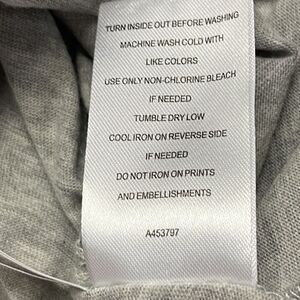 TURN INSIDE OUT BEFORE WASHING
MACHINE WASH COLD WITH
LIKE COLORS
USE ONLY NON-CHLORINE BLEACH
IF NEEDED
TUMBLE DRY LOW
COOL IRON ON REVERSE SIDE
IF NEEDED
DO NOT IRON ON PRINTS
AND EMBELLISHMENTS
A453797